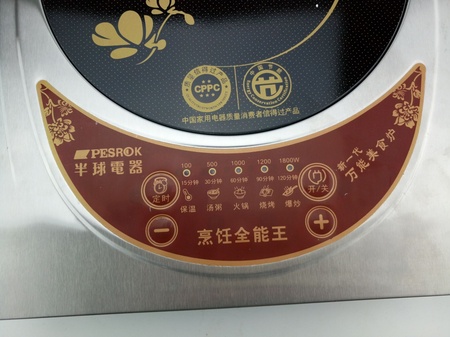 CPPC
中国家用电器质量消费者信得过产品
PESROK
半球電器
新一代
万能美食炉
100 500 1000 1200 1600W
15分钟 30分钟 60分钟 90分钟 120分钟
定时
保温 汤粥 火锅 烧烤 爆炒
开/关
− +
烹饪全能王